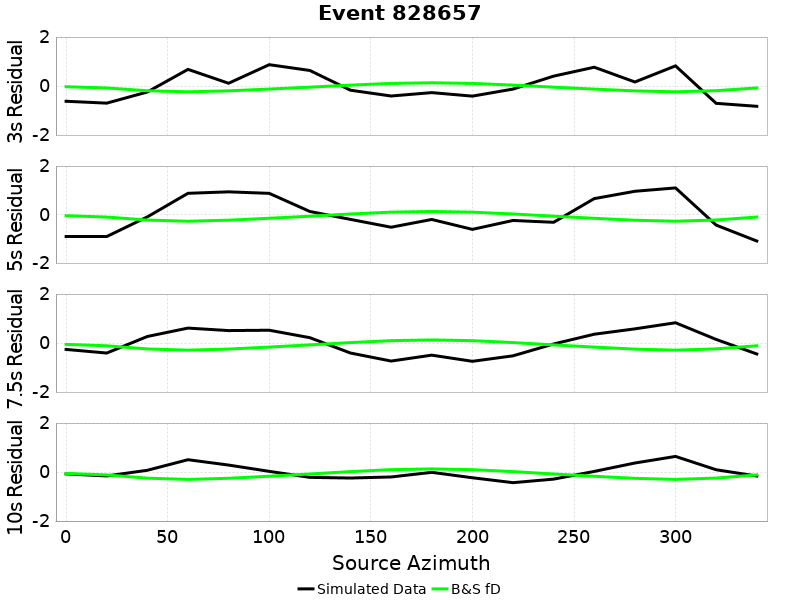 Event 828657
3s Residual
2
0
-2
5s Residual
2
0
-2
7.5s Residual
2
0
-2
10s Residual
2
0
-2
0 50 100 150 200 250 300
Source Azimuth
Simulated Data B&S fD